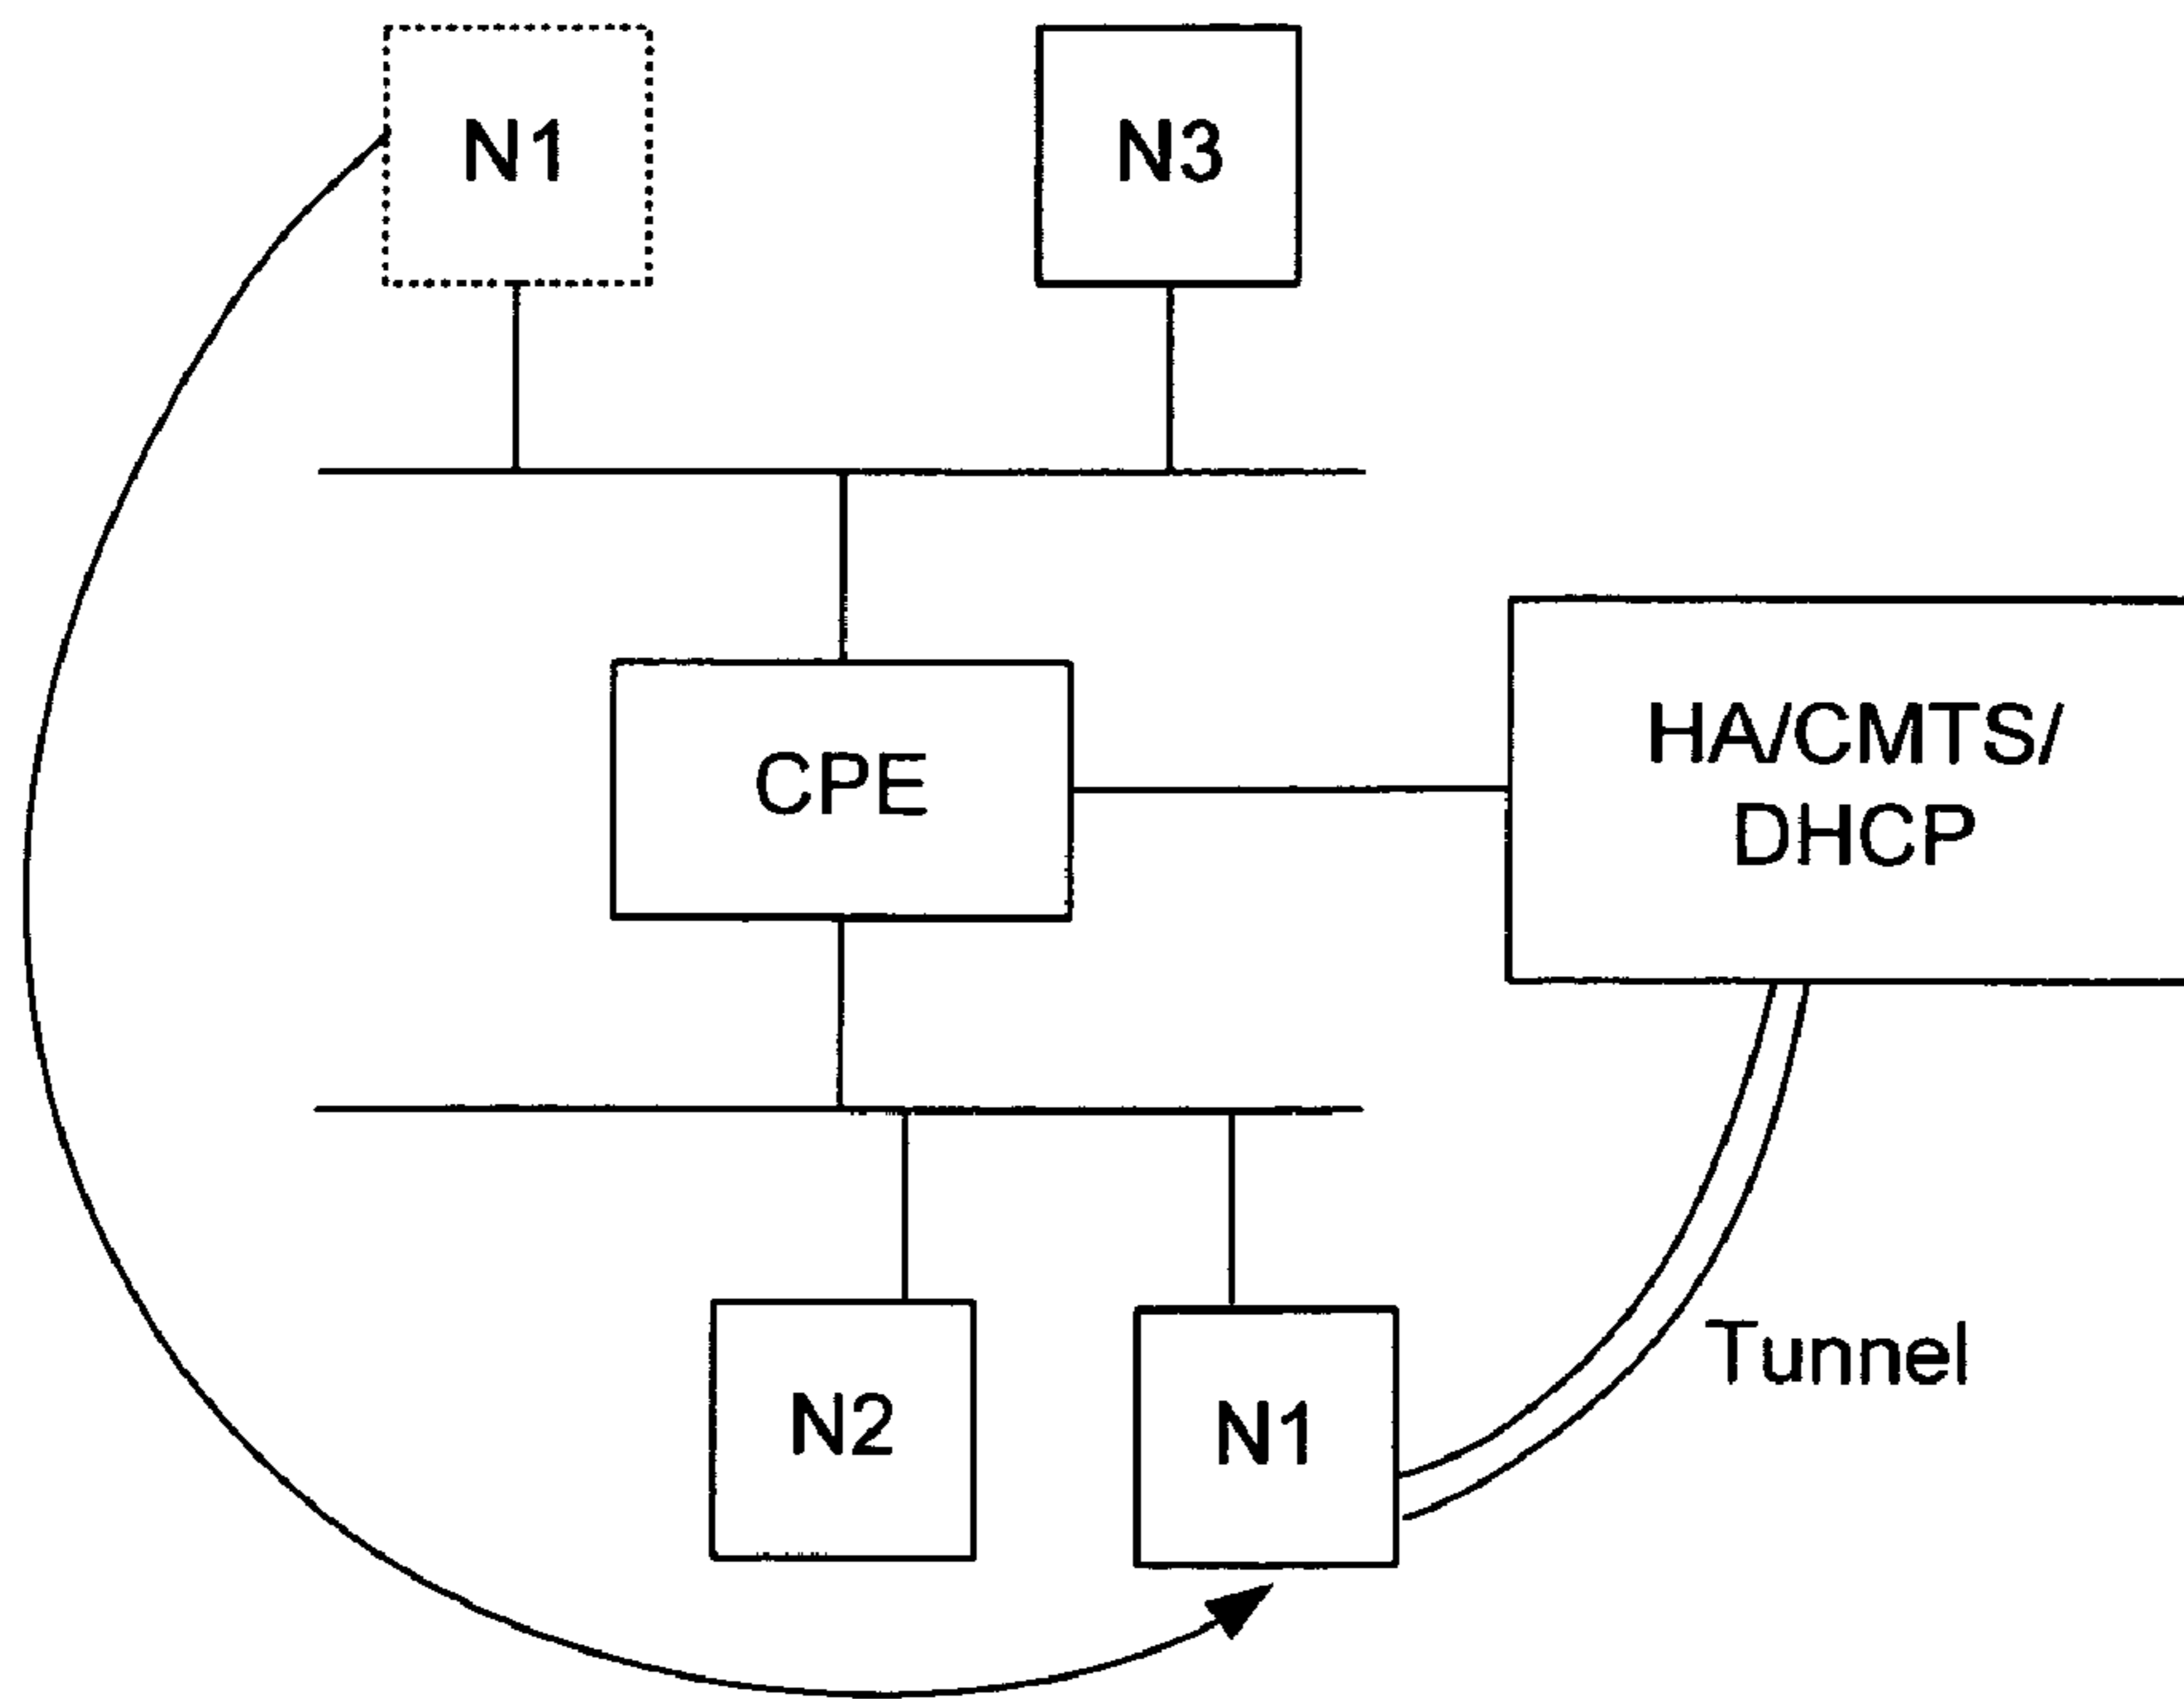 N1
N3
CPE
HA/CMTS/
DHCP
N2
N1
Tunnel